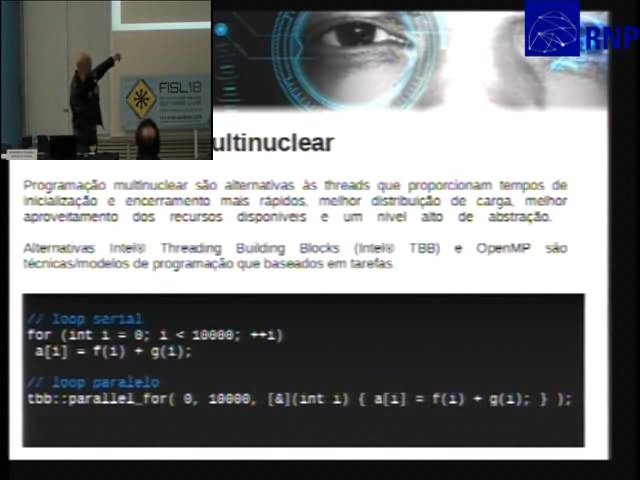 RNP
FISL18
ultinuclear
Programação multinuclear são alternativas às threads que proporcionam tempos de
inicialização e encerramento mais rápidos, melhor distribuição de carga, melhor
aproveitamento dos recursos disponíveis e um nível alto de abstração.
Alternativas Intel® Threading Building Blocks (Intel® TBB) e OpenMP são
técnicas/modelos de programação que baseados em tarefas.
// loop serial
for (int i = 0; i < 10000; ++i)
a[i] = f(i) + g(i);
// loop paralelo
tbb::parallel_for( 0, 10000, [&](int i) { a[i] = f(i) + g(i); } );